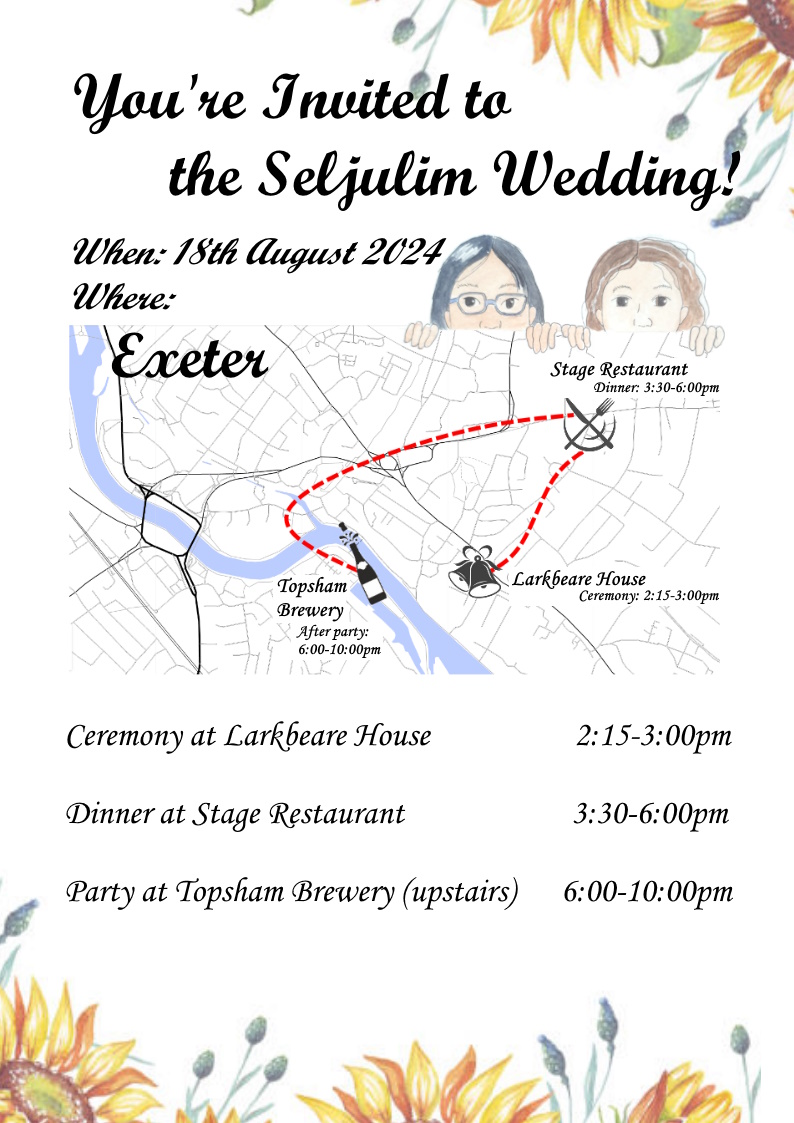 You're Invited to
the Seljulim Wedding!
When: 18th August 2024
Where:
Exeter
Stage Restaurant
Dinner: 3:30-6:00pm
Larkbeare House
Ceremony: 2:15-3:00pm
Topsham
Brewery
After party:
6:00-10:00pm
Ceremony at Larkbeare House 2:15-3:00pm
Dinner at Stage Restaurant 3:30-6:00pm
Party at Topsham Brewery (upstairs) 6:00-10:00pm